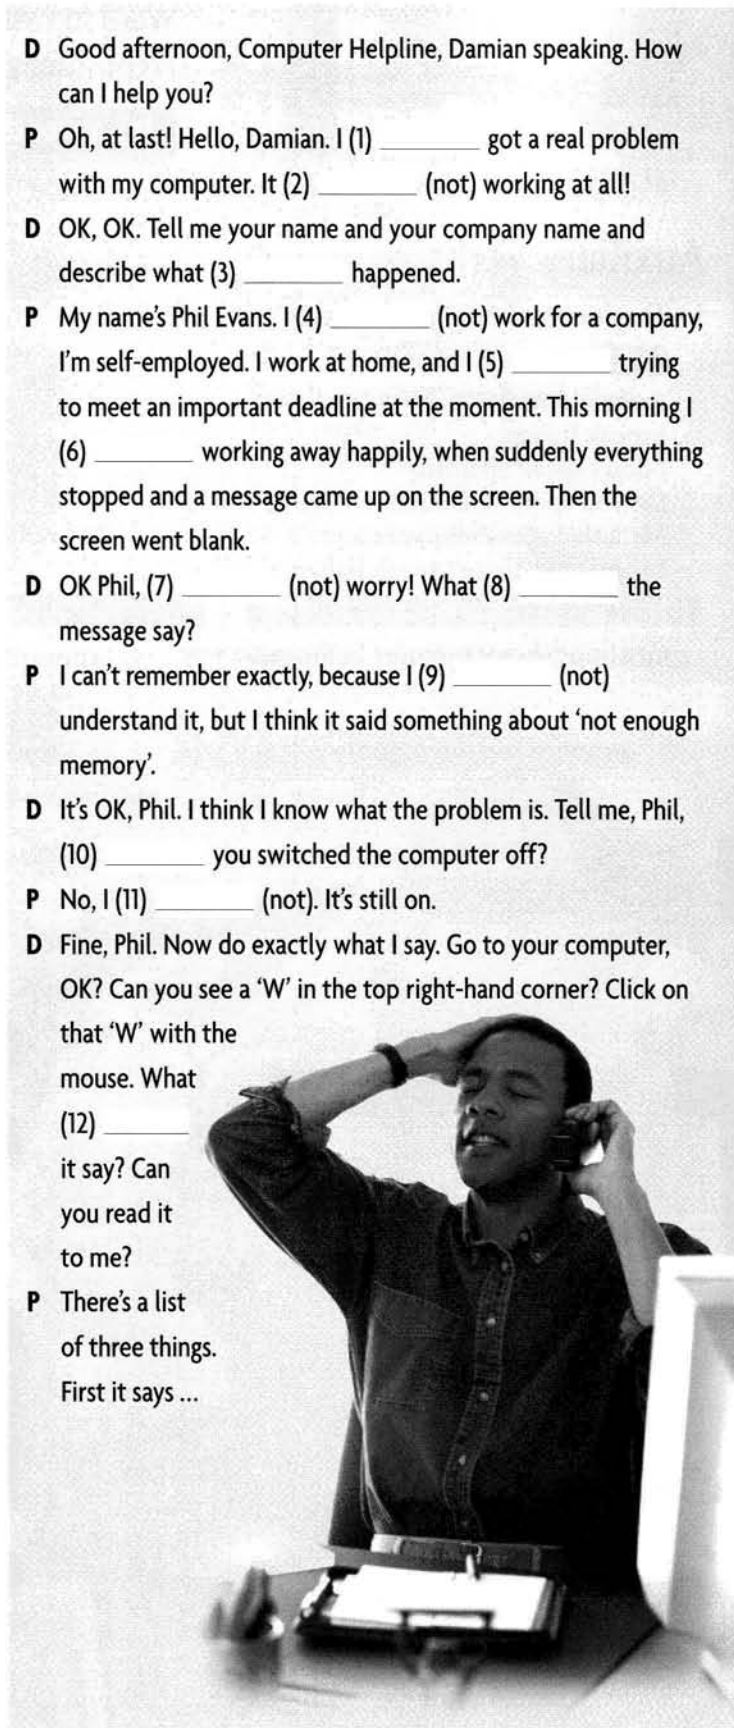 D Good afternoon, Computer Helpline, Damian speaking. How
can I help you?
P Oh, at last! Hello, Damian. I (1) ________ got a real problem
with my computer. It (2) ________ (not) working at all!
D OK, OK. Tell me your name and your company name and
describe what (3) ________ happened.
P My name's Phil Evans. I (4) ________ (not) work for a company,
I'm self-employed. I work at home, and I (5) ________ trying
to meet an important deadline at the moment. This morning I
(6) ________ working away happily, when suddenly everything
stopped and a message came up on the screen. Then the
screen went blank.
D OK Phil, (7) ________ (not) worry! What (8) ________ the
message say?
P I can't remember exactly, because I (9) ________ (not)
understand it, but I think it said something about ‘not enough
memory’.
D It's OK, Phil. I think I know what the problem is. Tell me, Phil,
(10) ________ you switched the computer off?
P No, I (11) ________ (not). It's still on.
D Fine, Phil. Now do exactly what I say. Go to your computer,
OK? Can you see a ‘W’ in the top right-hand corner? Click on
that ‘W’ with the
mouse. What
(12) ________
it say? Can
you read it
to me?
P There's a list
of three things.
First it says ...